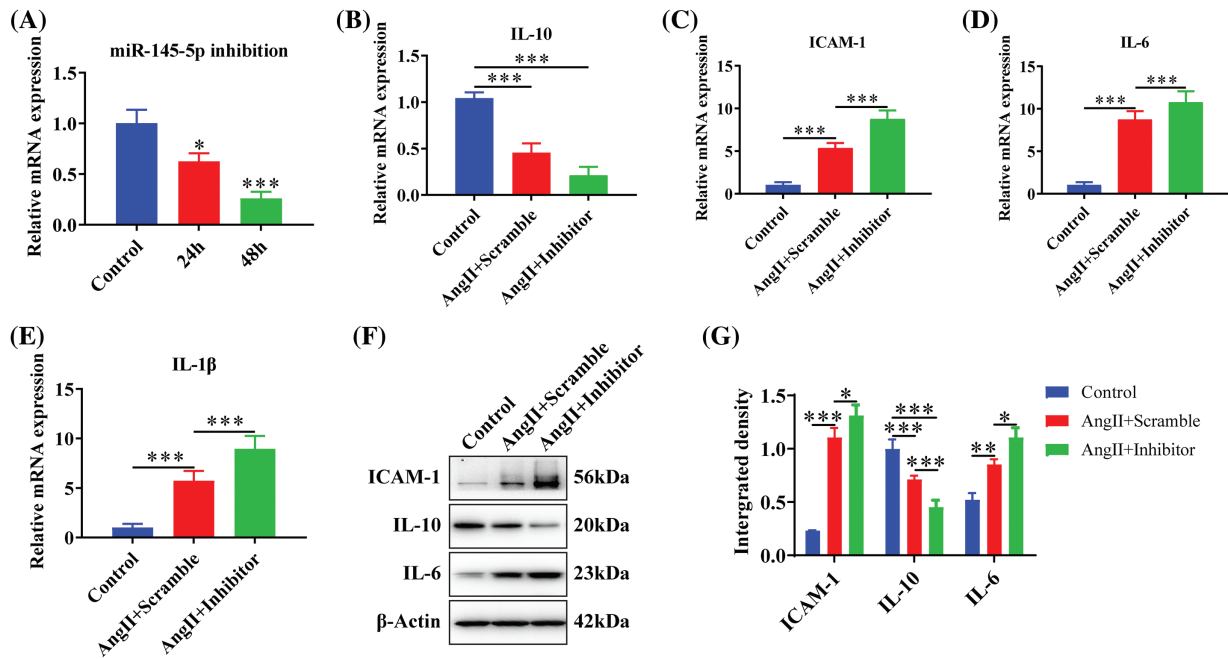 (A)
miR-145-5p inhibition
Relative mRNA expression
1.5
1.0
0.5
0.0
*
***
Control
24h
48h
(B)
IL-10
Relative mRNA expression
1.5
1.0
0.5
0.0
***
***
Control
AngII+Scramble
AngII+Inhibitor
(C)
ICAM-1
Relative mRNA expression
15
10
5
0
***
***
Control
AngII+Scramble
AngII+Inhibitor
(D)
IL-6
Relative mRNA expression
15
10
5
0
***
***
Control
AngII+Scramble
AngII+Inhibitor
(E)
IL-1β
Relative mRNA expression
15
10
5
0
***
***
Control
AngII+Scramble
AngII+Inhibitor
(F)
Control
AngII+Scramble
AngII+Inhibitor
ICAM-1 56kDa
IL-10 20kDa
IL-6 23kDa
β-Actin 42kDa
(G)
Intergrated density
1.5
1.0
0.5
0.0
***
*
***
***
***
**
*
ICAM-1
IL-10
IL-6
Control
AngII+Scramble
AngII+Inhibitor